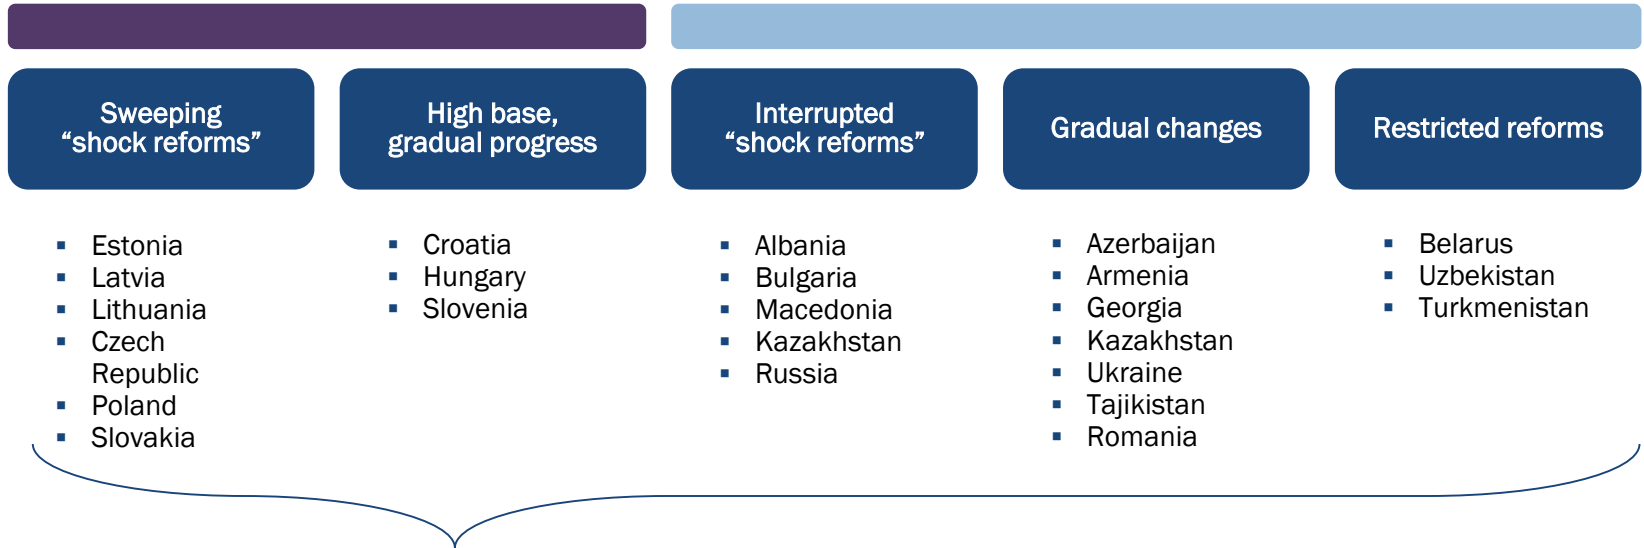 Sweeping
“shock reforms”
High base,
gradual progress
Interrupted
“shock reforms”
Gradual changes
Restricted reforms
▪ Estonia
▪ Latvia
▪ Lithuania
▪ Czech
Republic
▪ Poland
▪ Slovakia
▪ Croatia
▪ Hungary
▪ Slovenia
▪ Albania
▪ Bulgaria
▪ Macedonia
▪ Kazakhstan
▪ Russia
▪ Azerbaijan
▪ Armenia
▪ Georgia
▪ Kazakhstan
▪ Ukraine
▪ Tajikistan
▪ Romania
▪ Belarus
▪ Uzbekistan
▪ Turkmenistan